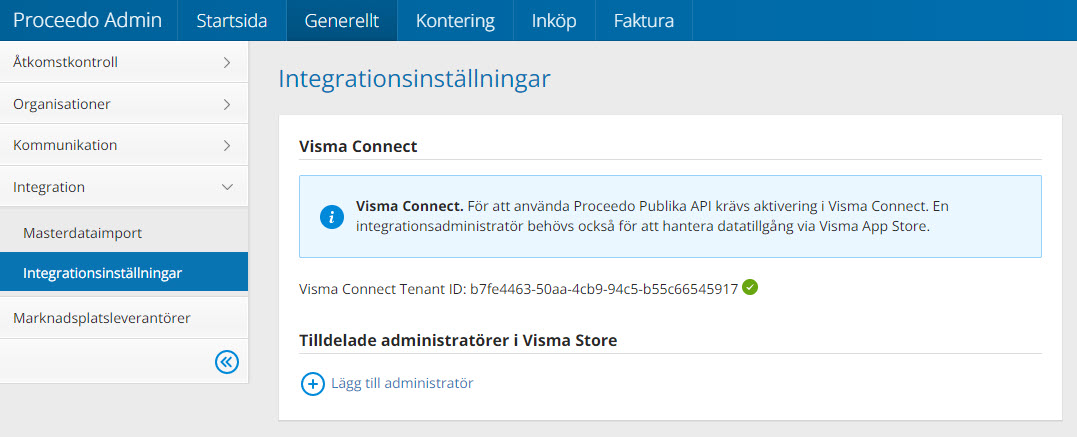 Proceedo Admin Startsida Generellt Kontering Inköp Faktura
Åtkomstkontroll
Organisationer
Kommunikation
Integration
Masterdataimport
Integrationsinställningar
Marknadsplatsleverantörer
Integrationsinställningar
Visma Connect
Visma Connect. För att använda Proceedo Publika API krävs aktivering i Visma Connect. En
integrationsadministratör behövs också för att hantera datatillgång via Visma App Store.
Visma Connect Tenant ID: b7fe4463-50aa-4cb9-94c5-b55c66545917
Tilldelade administratörer i Visma Store
Lägg till administratör